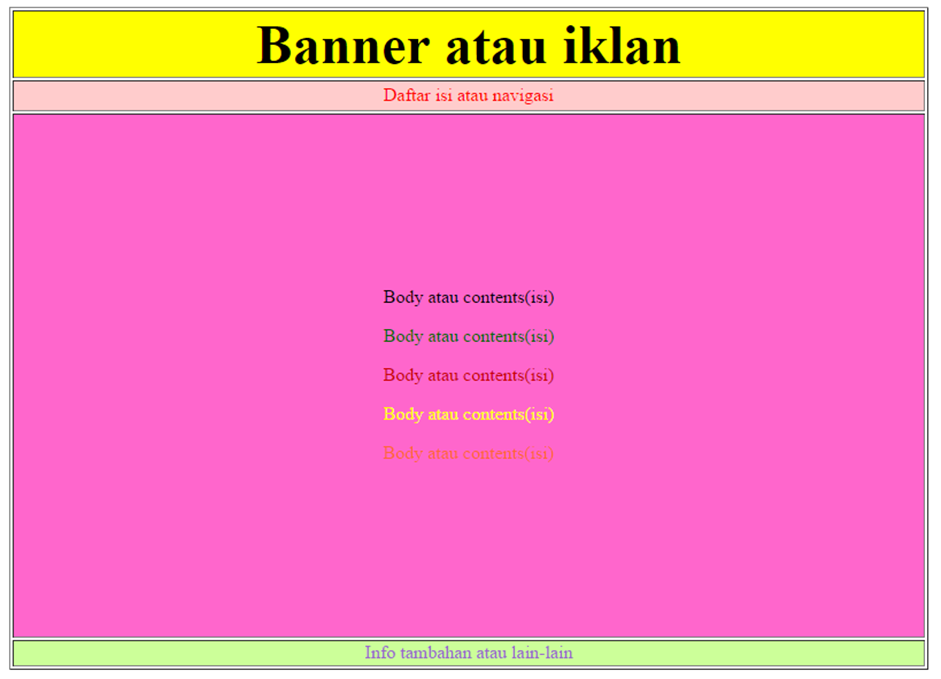 Banner atau iklan
Daftar isi atau navigasi
Body atau contents(isi)
Body atau contents(isi)
Body atau contents(isi)
Body atau contents(isi)
Body atau contents(isi)
Info tambahan atau lain-lain